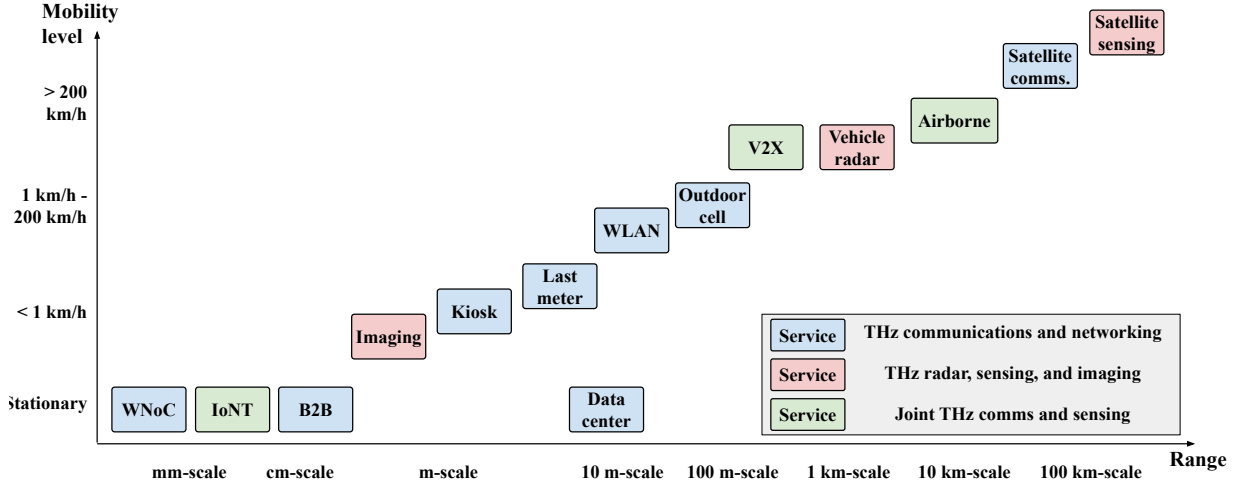 Mobility
level
> 200
km/h
1 km/h -
200 km/h
< 1 km/h
Stationary
Satellite
sensing
Satellite
comms.
Airborne
V2X
Vehicle
radar
Outdoor
cell
WLAN
Last
meter
Kiosk
Imaging
WNoC
IoNT
B2B
Data
center
Service THz communications and networking
Service THz radar, sensing, and imaging
Service Joint THz comms and sensing
Range
mm-scale cm-scale m-scale 10 m-scale 100 m-scale 1 km-scale 10 km-scale 100 km-scale